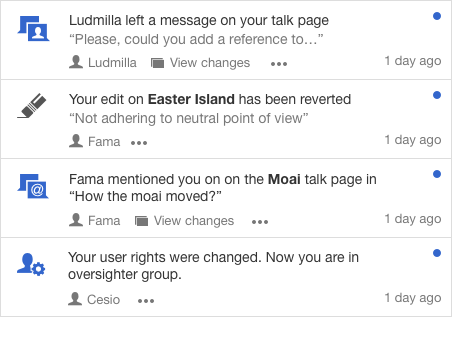 Ludmilla left a message on your talk page
“Please, could you add a reference to…”
Ludmilla View changes 1 day ago
Your edit on Easter Island has been reverted
“Not adhering to neutral point of view”
Fama 1 day ago
Fama mentioned you on on the Moai talk page in
“How the moai moved?”
@
Fama View changes 1 day ago
Your user rights were changed. Now you are in
oversighter group.
Cesio 1 day ago